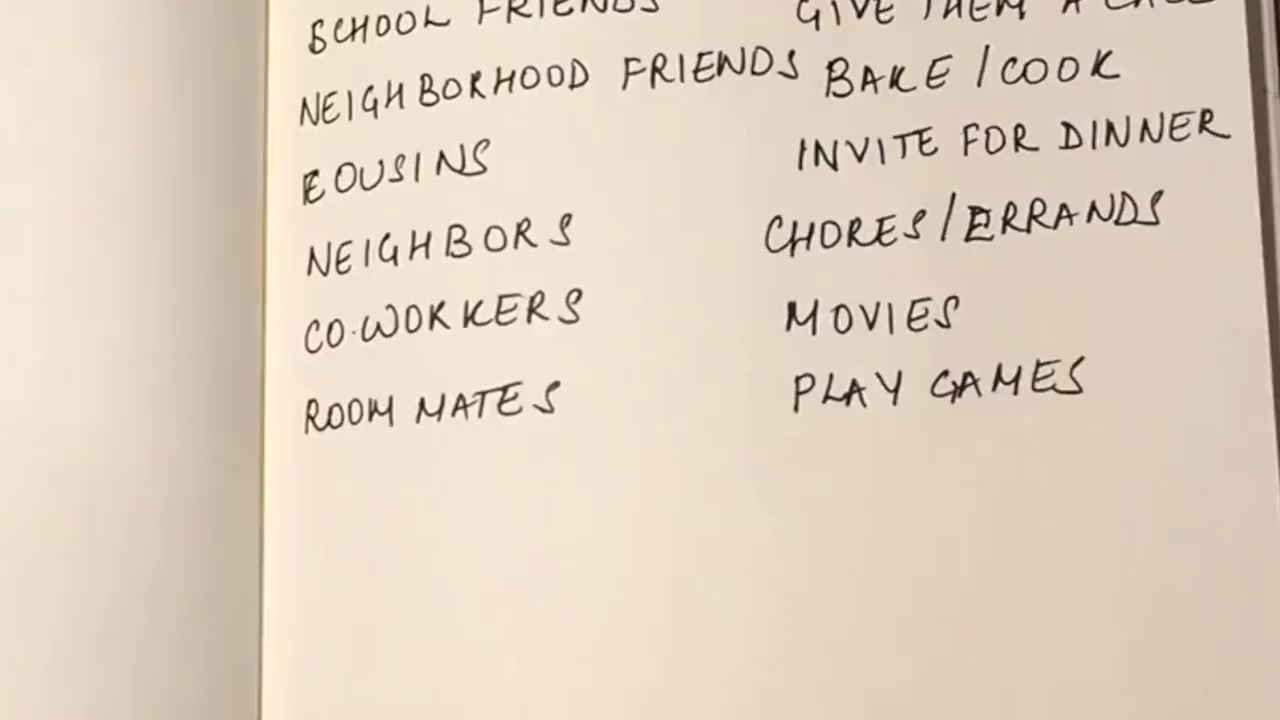 SCHOOL FRIENDS GIVE THEM A CALL
NEIGHBORHOOD FRIENDS BAKE / COOK
COUSINS INVITE FOR DINNER
NEIGHBORS CHORES / ERRANDS
CO-WORKERS MOVIES
ROOM MATES PLAY GAMES